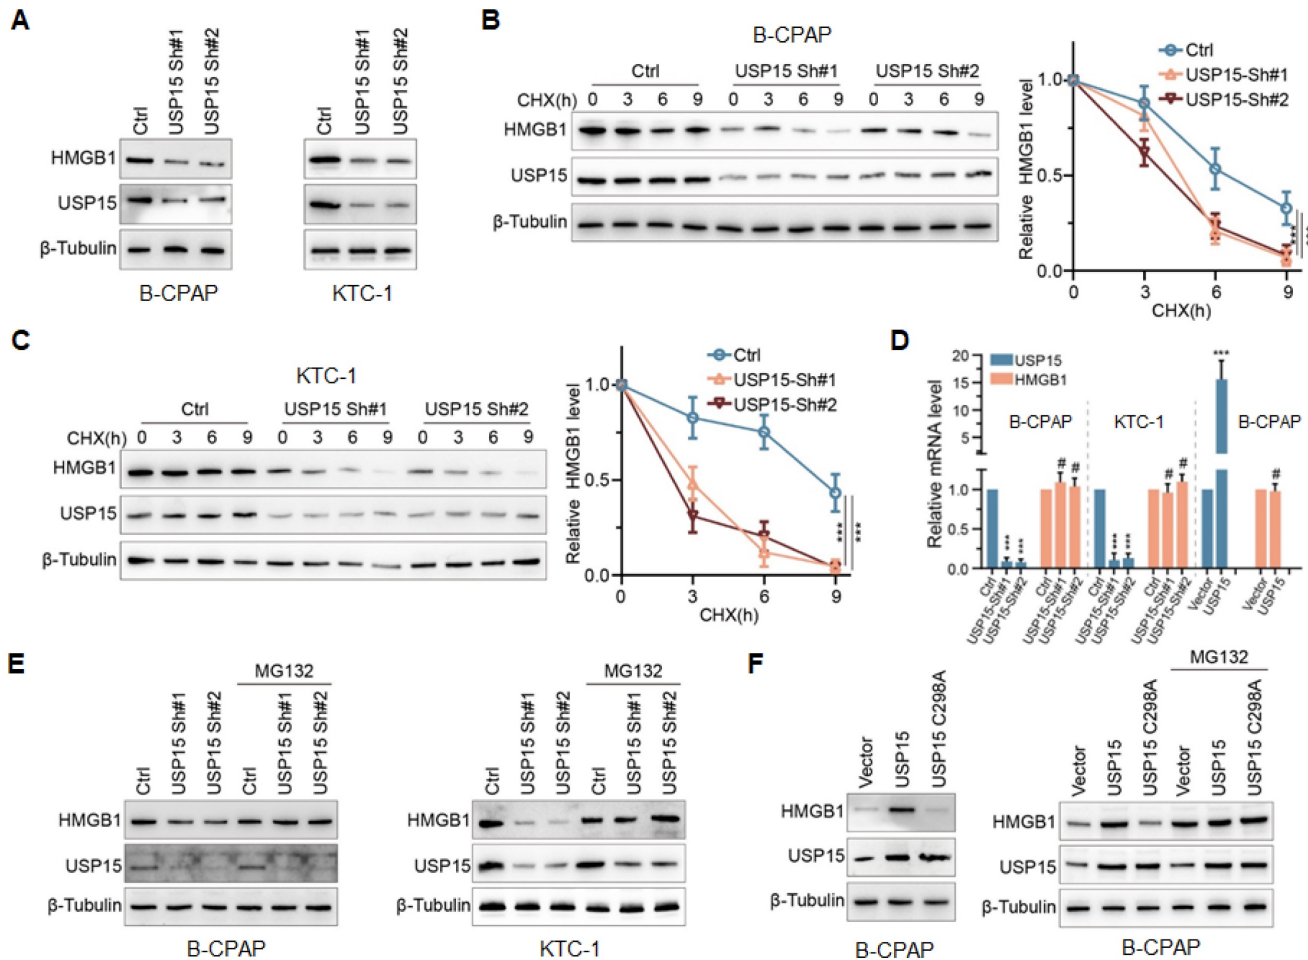 A
Ctrl
USP15 Sh#1
USP15 Sh#2
Ctrl
USP15 Sh#1
USP15 Sh#2
HMGB1
USP15
β-Tubulin
B-CPAP
KTC-1
B
B-CPAP
Ctrl
USP15 Sh#1
USP15 Sh#2
CHX(h) 0 3 6 9 0 3 6 9 0 3 6 9
HMGB1
USP15
β-Tubulin
Relative HMGB1 level
1.0
0.5
0.0
0 3 6 9
CHX(h)
Ctrl
USP15-Sh#1
USP15-Sh#2
***
***
C
KTC-1
Ctrl
USP15 Sh#1
USP15 Sh#2
CHX(h) 0 3 6 9 0 3 6 9 0 3 6 9
HMGB1
USP15
β-Tubulin
Relative HMGB1 level
1.0
0.5
0.0
0 3 6 9
CHX(h)
Ctrl
USP15-Sh#1
USP15-Sh#2
***
***
D
Relative mRNA level
20
15
10
5
1.0
0.5
0.0
USP15
HMGB1
B-CPAP
KTC-1
B-CPAP
*** *** # # *** *** # # *** #
Ctrl
USP15-Sh#1
USP15-Sh#2
Ctrl
USP15-Sh#1
USP15-Sh#2
Ctrl
USP15-Sh#1
USP15-Sh#2
Ctrl
USP15-Sh#1
USP15-Sh#2
Vector
USP15
Vector
USP15
E
MG132
Ctrl
USP15 Sh#1
USP15 Sh#2
Ctrl
USP15 Sh#1
USP15 Sh#2
HMGB1
USP15
β-Tubulin
B-CPAP
MG132
Ctrl
USP15 Sh#1
USP15 Sh#2
Ctrl
USP15 Sh#1
USP15 Sh#2
HMGB1
USP15
β-Tubulin
KTC-1
F
Vector
USP15
USP15 C298A
HMGB1
USP15
β-Tubulin
B-CPAP
MG132
Vector
USP15
USP15 C298A
Vector
USP15
USP15 C298A
HMGB1
USP15
β-Tubulin
B-CPAP